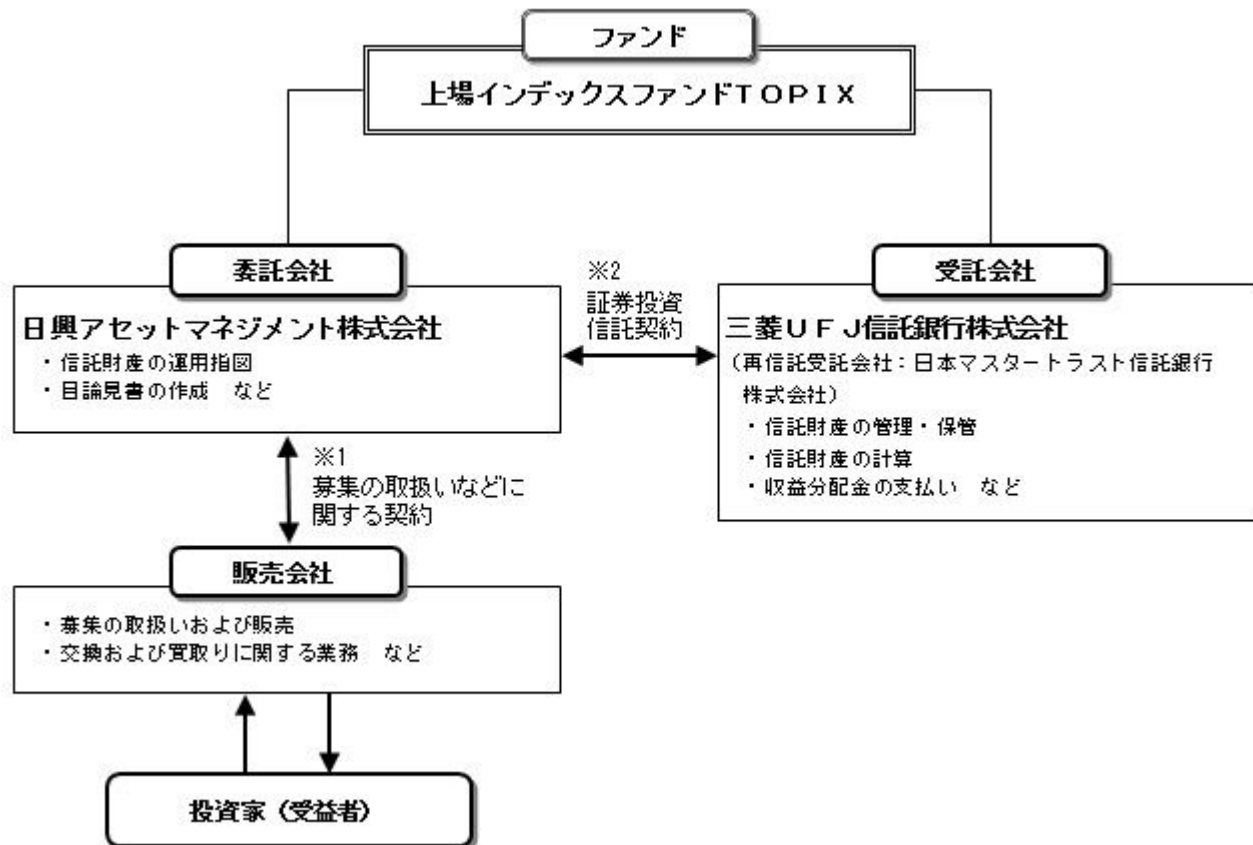 ファンド
上場インデックスファンドTOPIX
委託会社
日興アセットマネジメント株式会社
・信託財産の運用指図
・目論見書の作成　など
※2
証券投資
信託契約
受託会社
三菱UFJ信託銀行株式会社
(再信託受託会社：日本マスタートラスト信託銀行
株式会社)
・信託財産の管理・保管
・信託財産の計算
・収益分配金の支払い　など
※1
募集の取扱いなどに
関する契約
販売会社
・募集の取扱いおよび販売
・交換および買取りに関する業務　など
投資家（受益者）